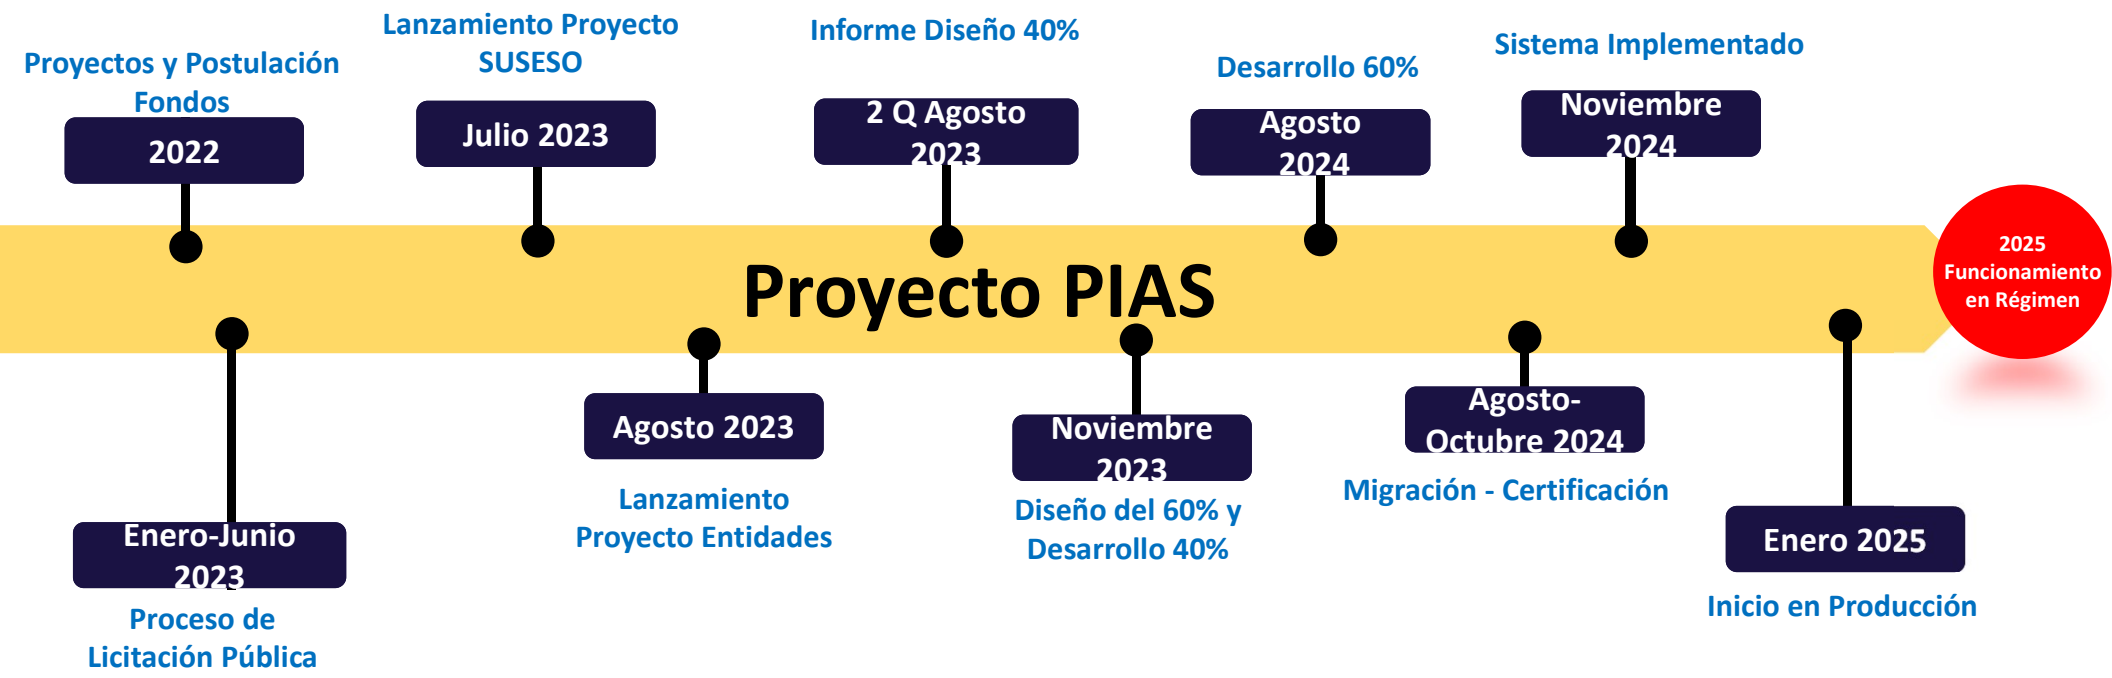 Proyectos y Postulación
Fondos
2022
Lanzamiento Proyecto
SUSESO
Julio 2023
Informe Diseño 40%
2 Q Agosto
2023
Desarrollo 60%
Agosto
2024
Sistema Implementado
Noviembre
2024
Proyecto PIAS
2025
Funcionamiento
en Régimen
Enero-Junio
2023
Proceso de
Licitación Pública
Agosto 2023
Lanzamiento
Proyecto Entidades
Noviembre
2023
Diseño del 60% y
Desarrollo 40%
Agosto-
Octubre 2024
Migración - Certificación
Enero 2025
Inicio en Producción